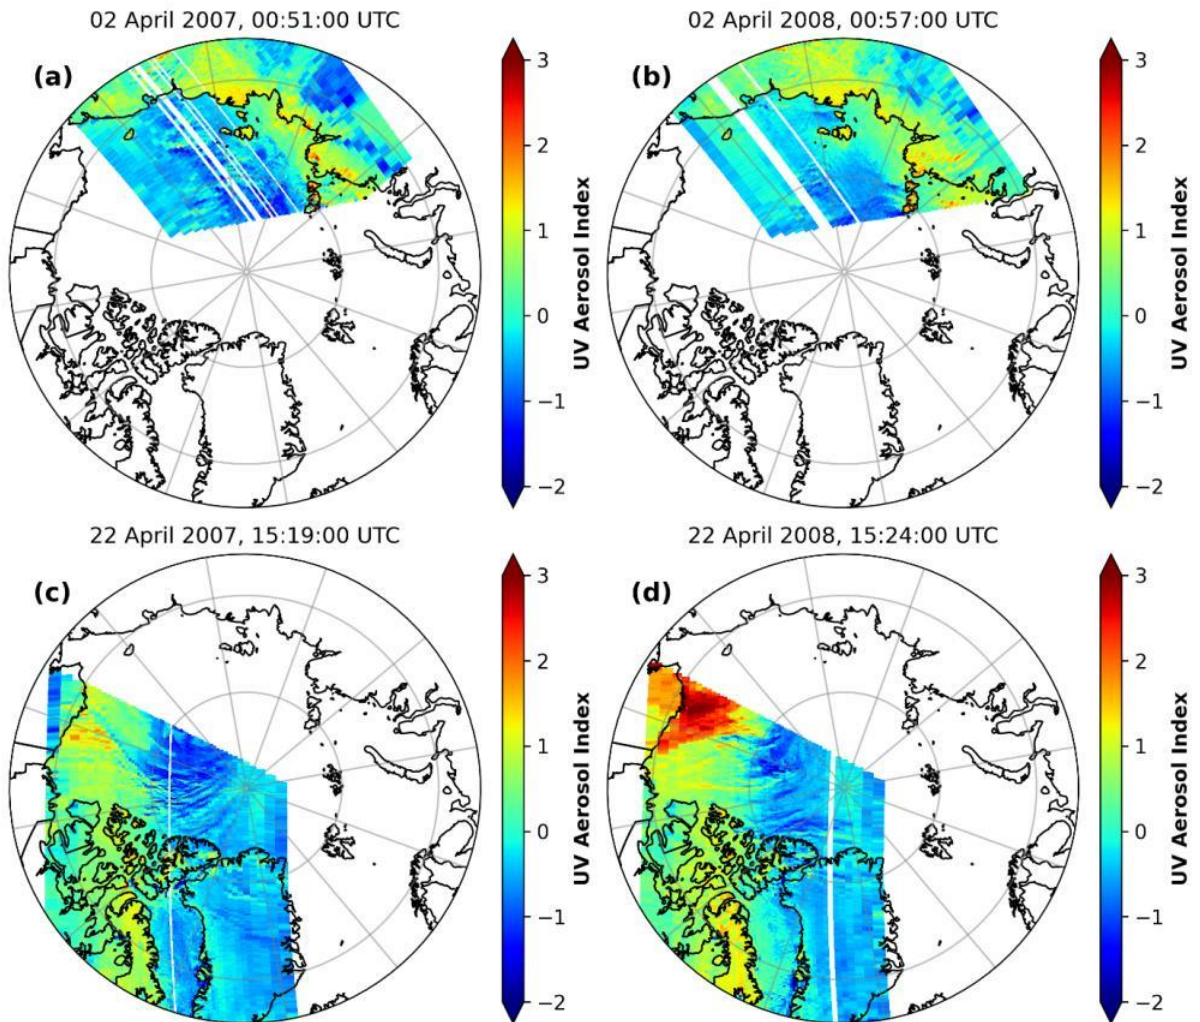 02 April 2007, 00:51:00 UTC
(a)
3
2
1
0
−1
−2
UV Aerosol Index
02 April 2008, 00:57:00 UTC
(b)
3
2
1
0
−1
−2
UV Aerosol Index
22 April 2007, 15:19:00 UTC
(c)
3
2
1
0
−1
−2
UV Aerosol Index
22 April 2008, 15:24:00 UTC
(d)
3
2
1
0
−1
−2
UV Aerosol Index